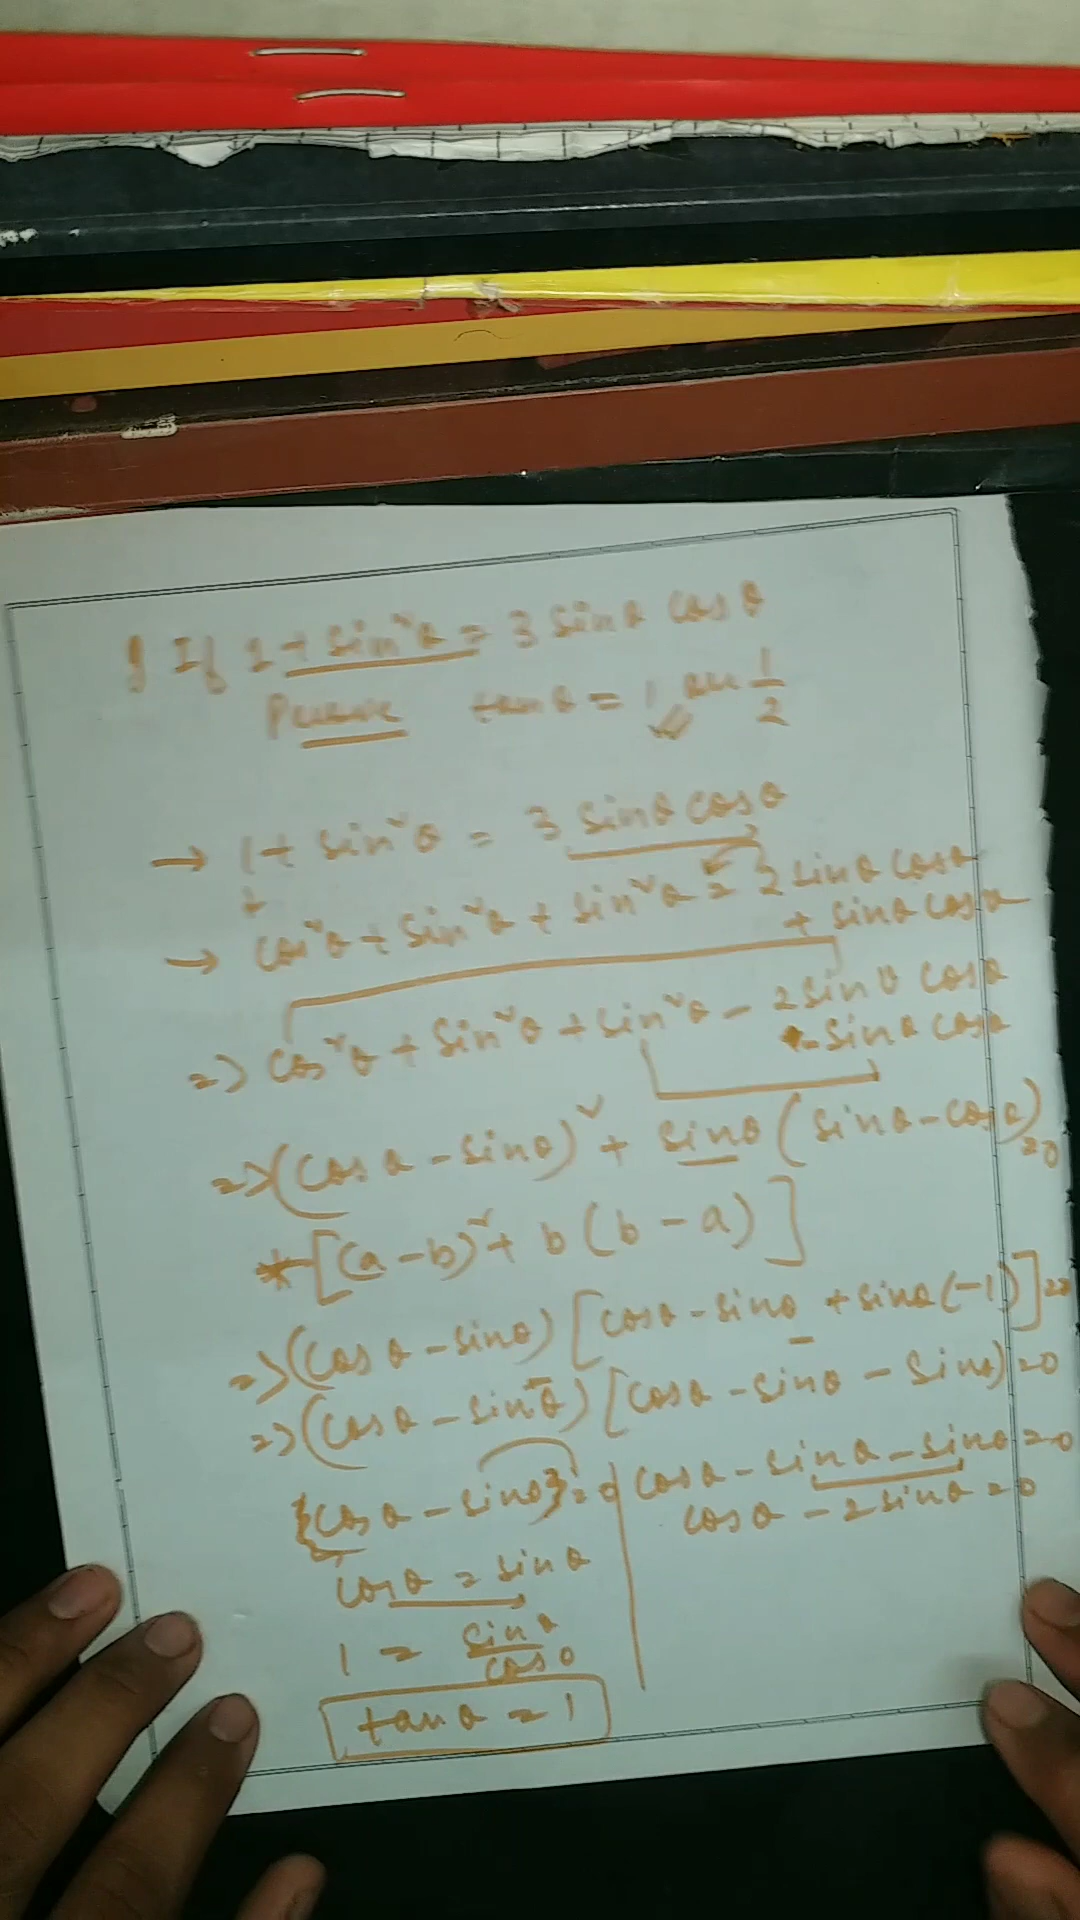 If 1 + sin²θ = 3 sinθ cosθ
Prove tanθ = 1 or 1/2
→ 1 + sin²θ = 3 sinθ cosθ
→ cos²θ + sin²θ + sin²θ = 2 sinθ cosθ
+ sinθ cosθ
=> cos²θ + sin²θ + sin²θ - 2 sinθ cosθ
- sinθ cosθ
=> (cosθ - sinθ)² + sinθ (sinθ - cosθ) = 0
* [(a - b)² + b (b - a)]
=> (cosθ - sinθ) [cosθ - sinθ + sinθ (-1)] = 0
=> (cosθ - sinθ) [cosθ - sinθ - sinθ) = 0
{cosθ - sinθ} = 0
cosθ = sinθ
1 = sinθ/cosθ
tanθ = 1
cosθ - sinθ - sinθ = 0
cosθ - 2 sinθ = 0